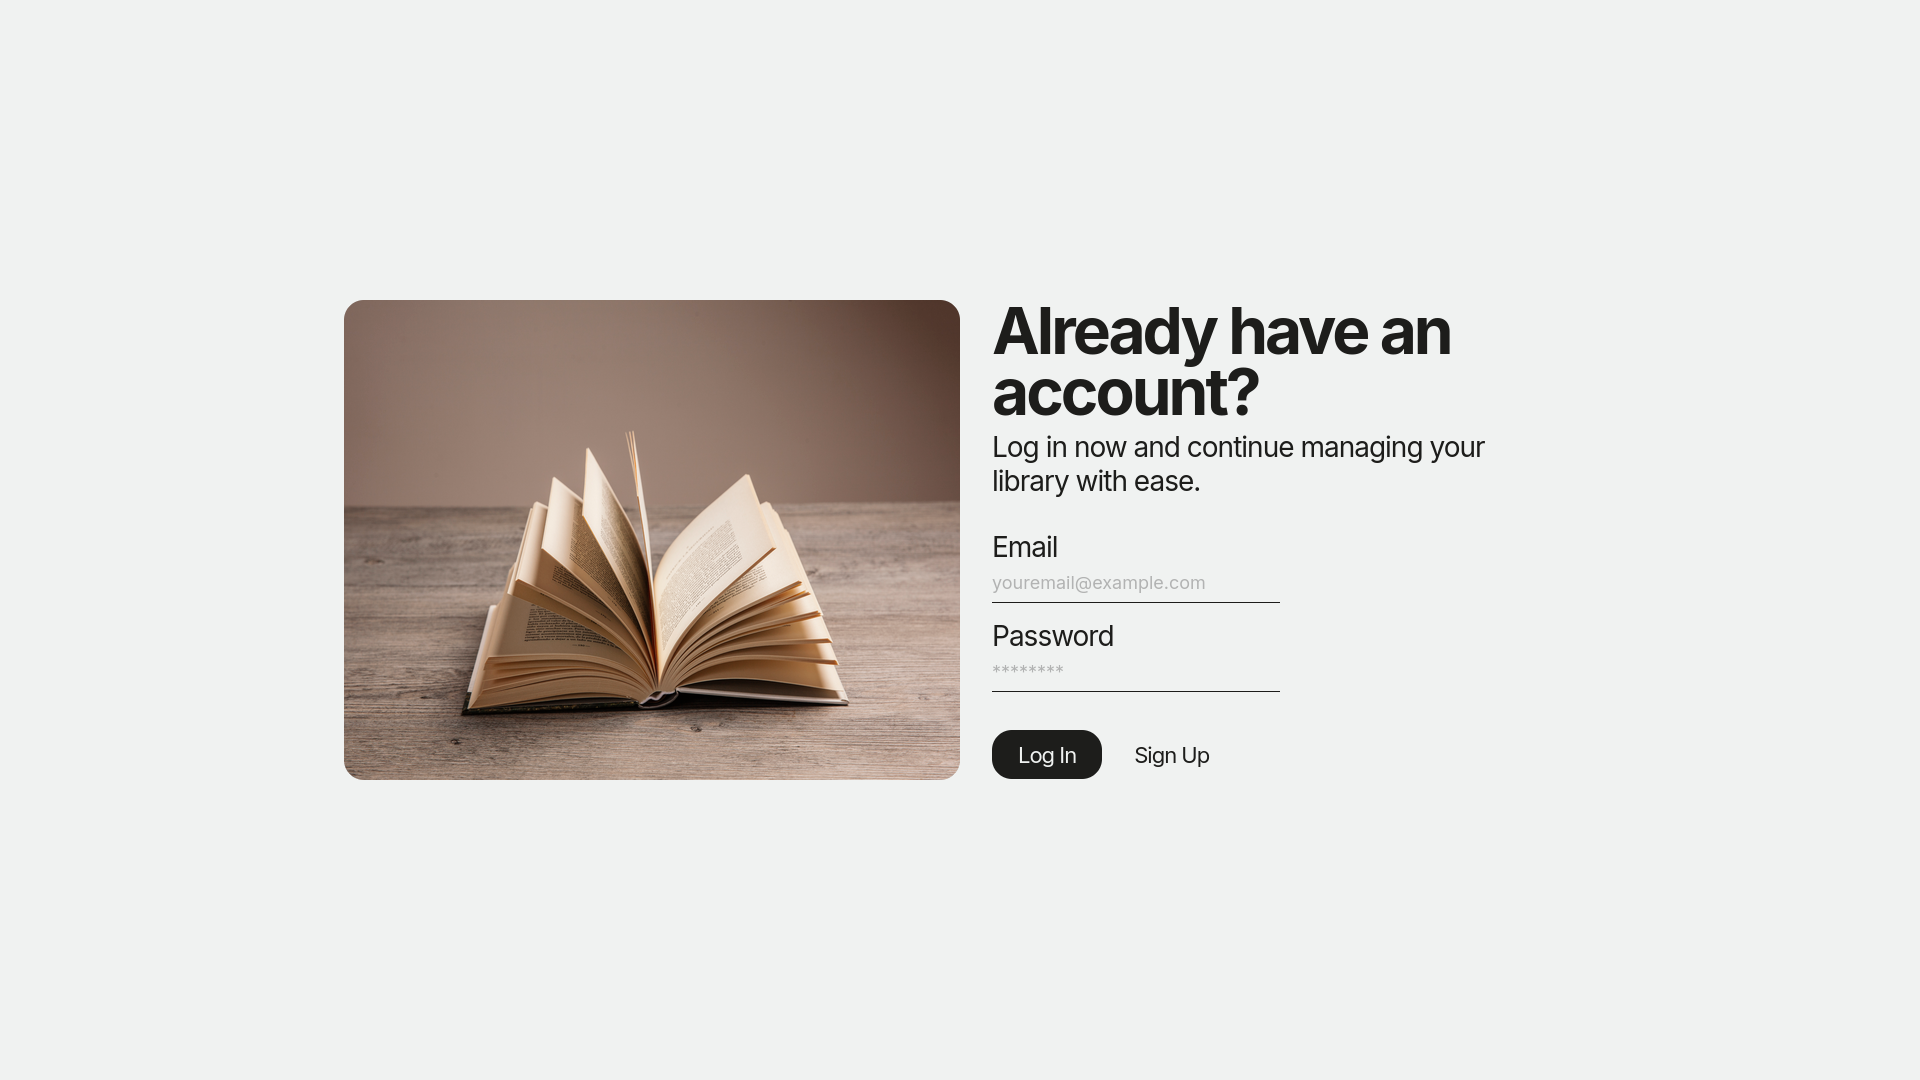 Already have an
account?
Log in now and continue managing your
library with ease.
Email
youremail@example.com
Password
********
Log In
Sign Up